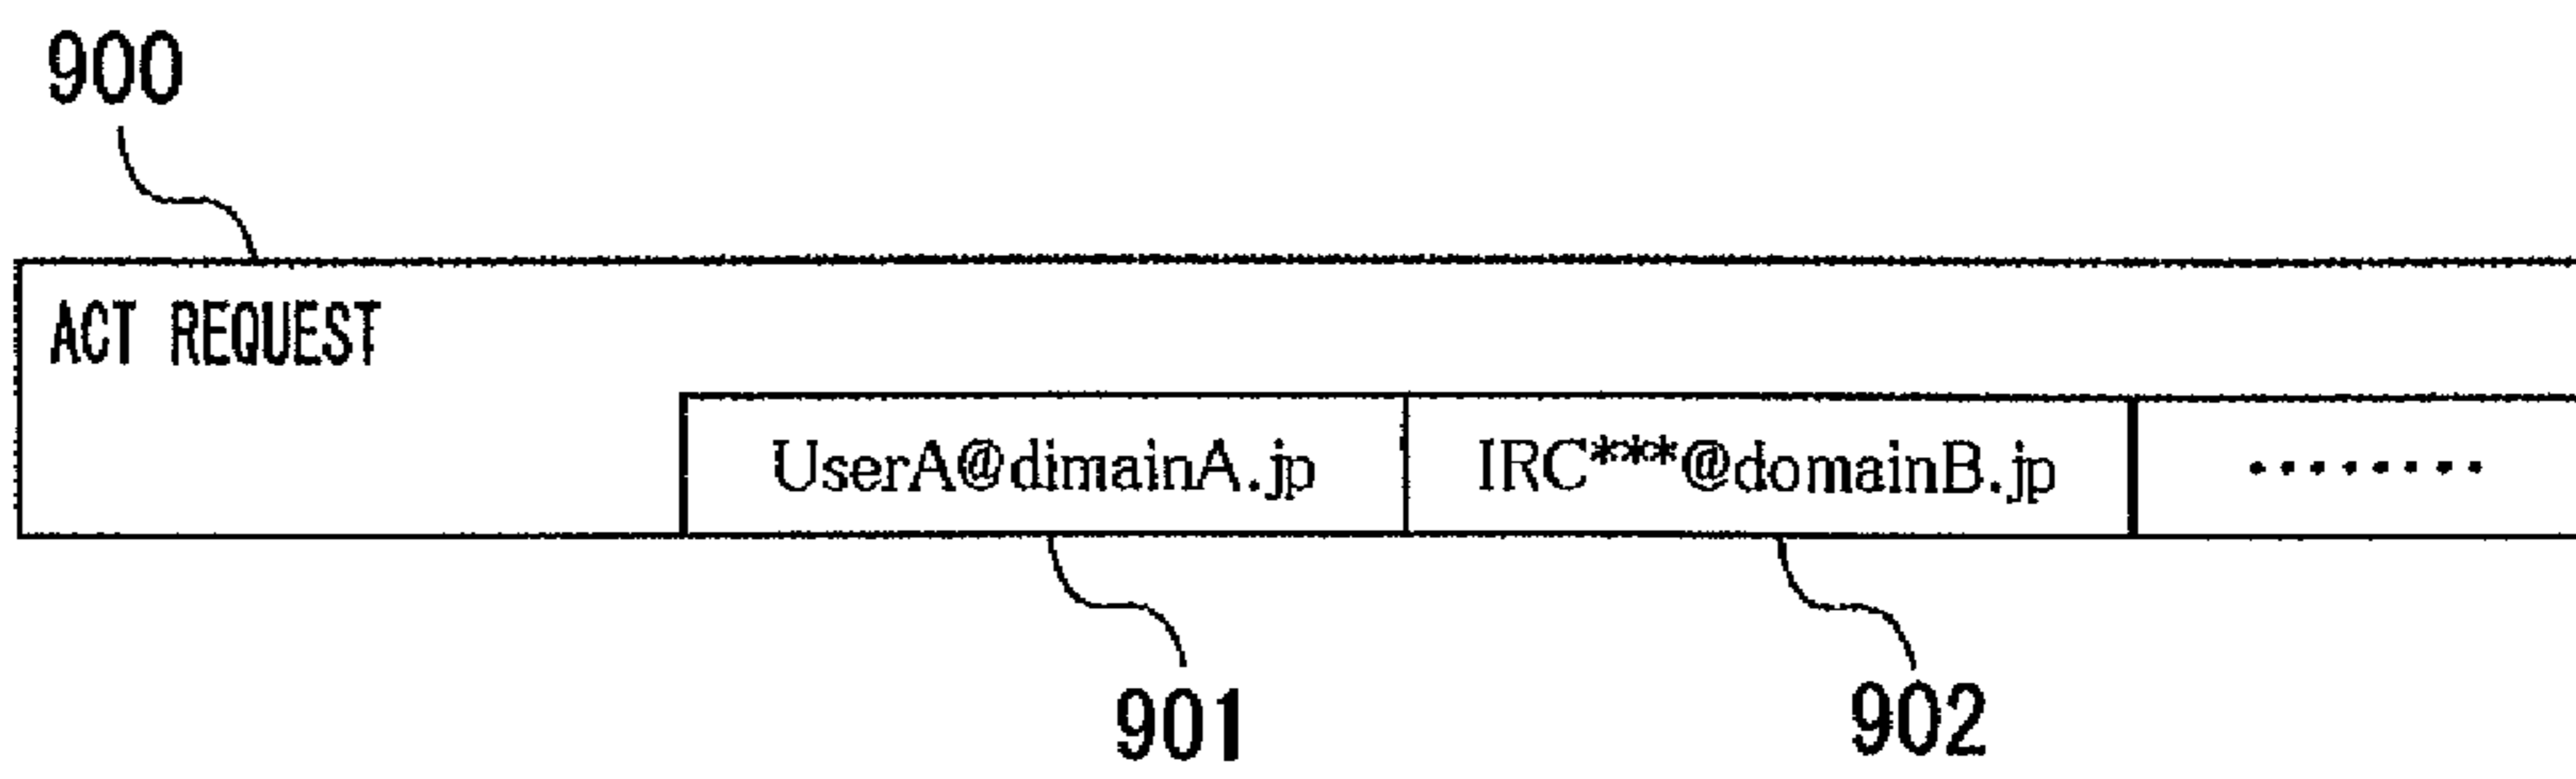 900
ACT REQUEST
UserA@dimainA.jp IRC***@domainB.jp ········
901 902